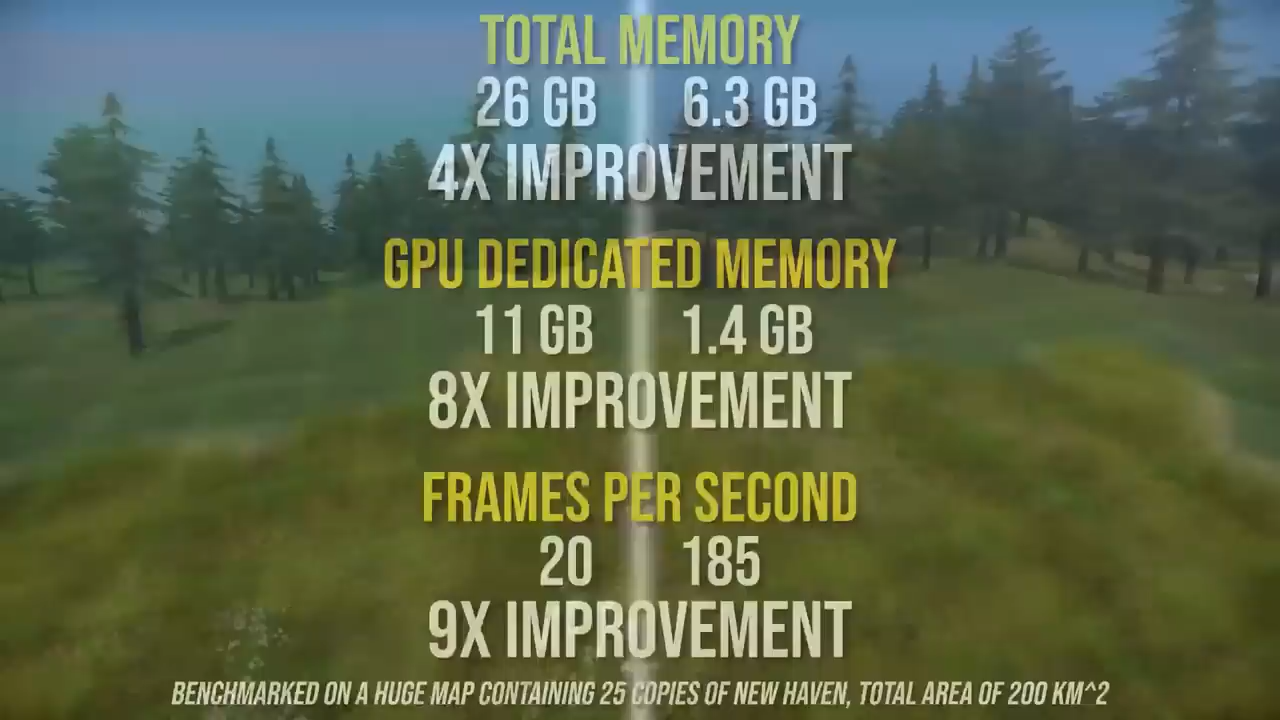 TOTAL MEMORY
26 GB 6.3 GB
4X IMPROVEMENT
GPU DEDICATED MEMORY
11 GB 1.4 GB
8X IMPROVEMENT
FRAMES PER SECOND
20 185
9X IMPROVEMENT
BENCHMARKED ON A HUGE MAP CONTAINING 25 COPIES OF NEW HAVEN, TOTAL AREA OF 200 KM^2